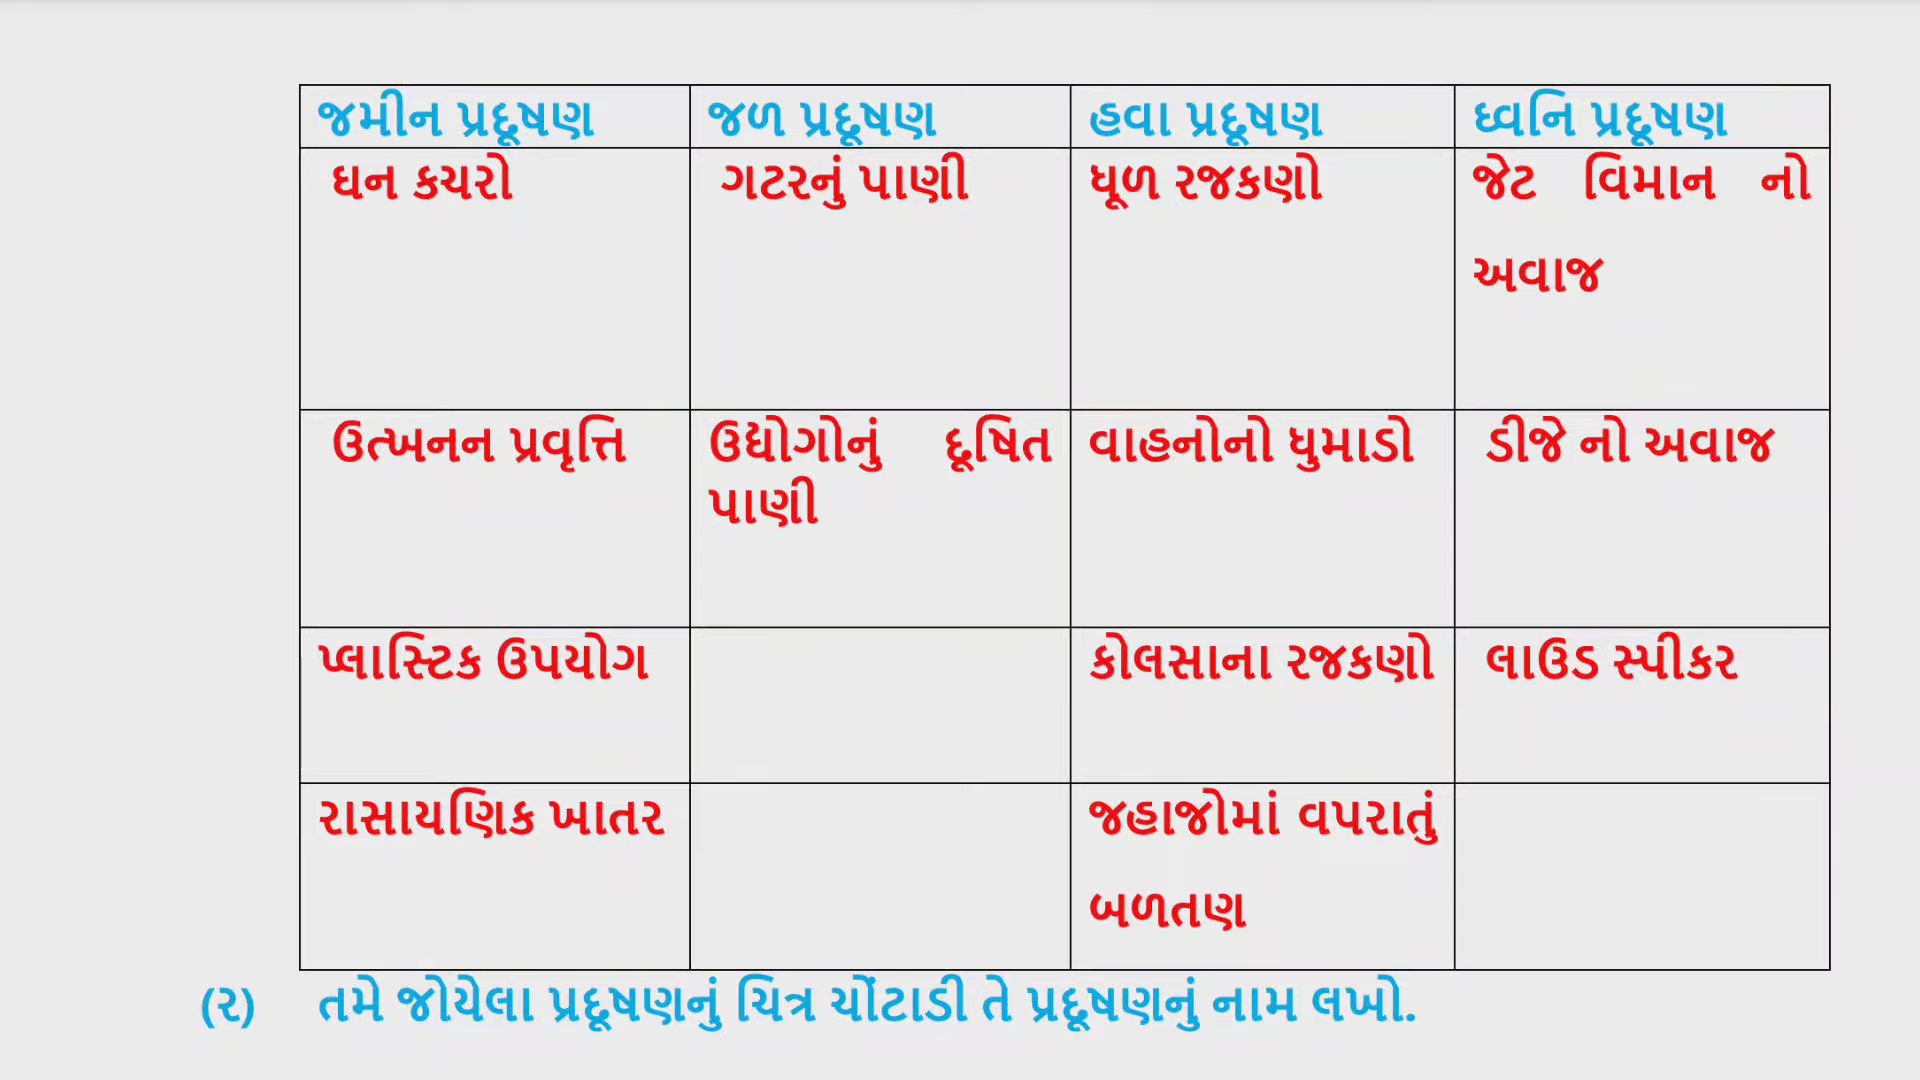 જમીન પ્રદૂષણ જળ પ્રદૂષણ હવા પ્રદૂષણ ધ્વનિ પ્રદૂષણ
ઘન કચરો ગટરનું પાણી ધૂળ રજકણો જેટ વિમાન નો
અવાજ
ઉત્ખનન પ્રવૃત્તિ ઉદ્યોગોનું દૂષિત વાહનોનો ધુમાડો ડીજે નો અવાજ
પાણી
પ્લાસ્ટિક ઉપયોગ કોલસાના રજકણો લાઉડ સ્પીકર
રાસાયણિક ખાતર જહાજોમાં વપરાતું
બળતણ
(૨) તમે જોયેલા પ્રદૂષણનું ચિત્ર ચોંટાડી તે પ્રદૂષણનું નામ લખો.